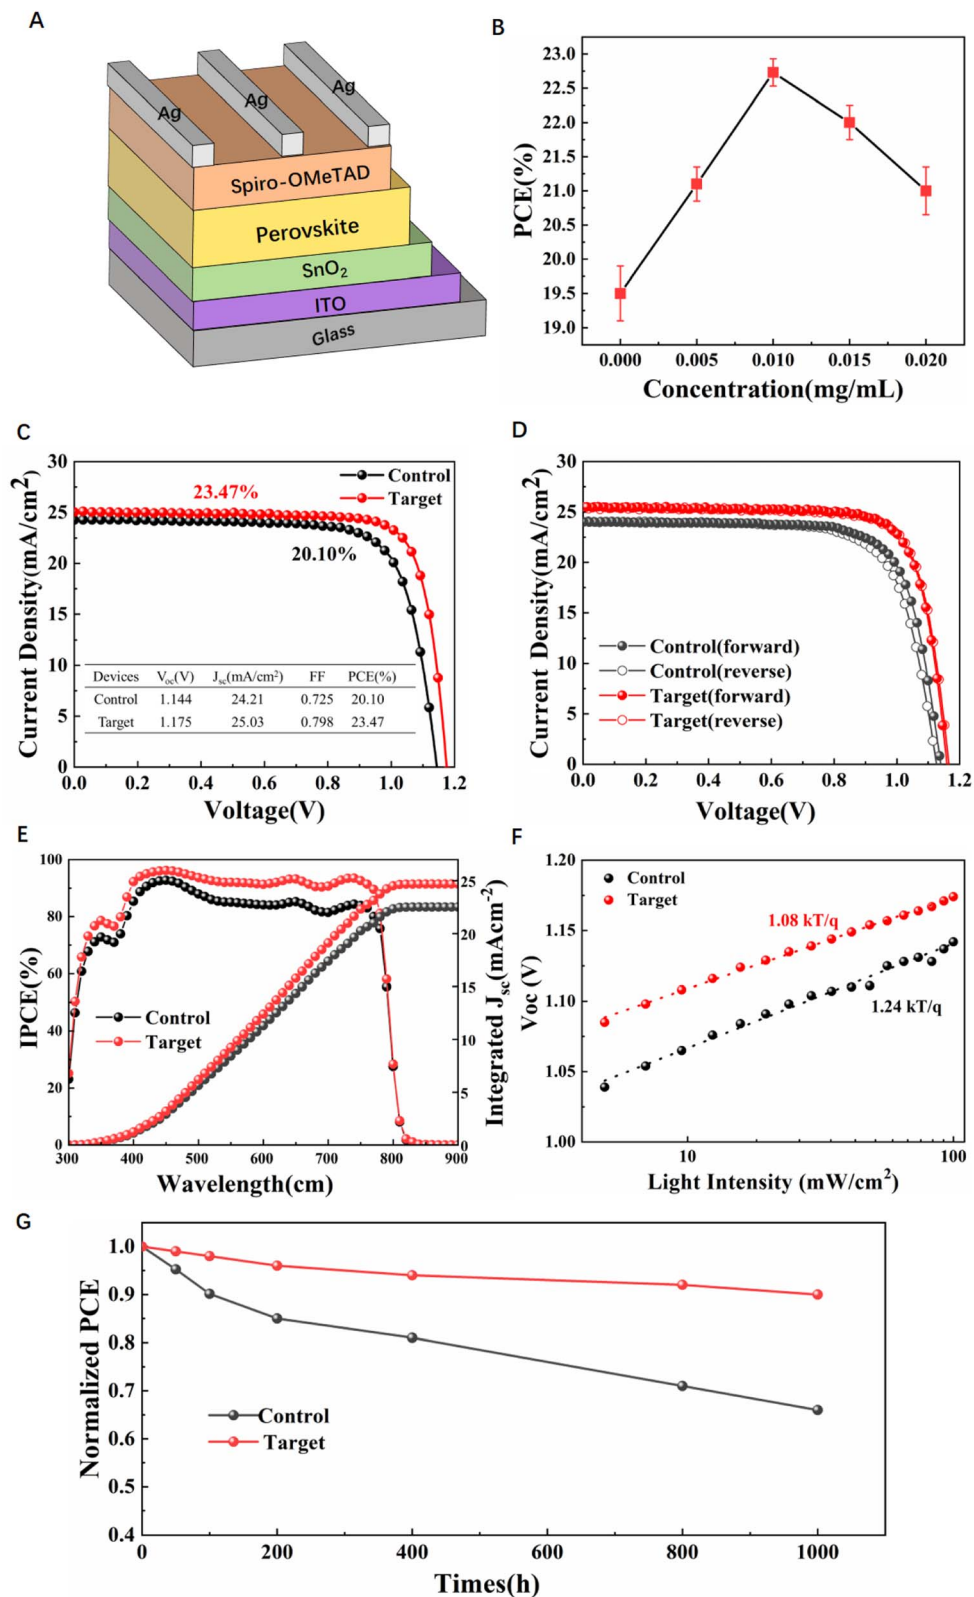 A
Ag
Ag
Ag
Spiro-OMeTAD
Perovskite
SnO2
ITO
Glass
B
PCE(%)
23.0
22.5
22.0
21.5
21.0
20.5
20.0
19.5
19.0
0.000 0.005 0.010 0.015 0.020
Concentration(mg/mL)
C
Current Density(mA/cm2)
30
25
20
15
10
5
0
Control
Target
23.47%
20.10%
Devices Voc(V) Jsc(mA/cm2) FF PCE(%)
Control 1.144 24.21 0.725 20.10
Target 1.175 25.03 0.798 23.47
0.0 0.2 0.4 0.6 0.8 1.0 1.2
Voltage(V)
D
Current Density(mA/cm2)
30
25
20
15
10
5
0
Control(forward)
Control(reverse)
Target(forward)
Target(reverse)
0.0 0.2 0.4 0.6 0.8 1.0 1.2
Voltage(V)
E
IPCE(%)
100
80
60
40
20
0
Control
Target
25
20
15
10
5
0
Integrated Jsc(mAcm-2)
300 400 500 600 700 800 900
Wavelength(cm)
F
Voc (V)
1.20
1.15
1.10
1.05
1.00
Control
Target
1.08 kT/q
1.24 kT/q
10 100
Light Intensity (mW/cm2)
G
Normalized PCE
1.0
0.9
0.8
0.7
0.6
0.5
0.4
Control
Target
0 200 400 600 800 1000
Times(h)